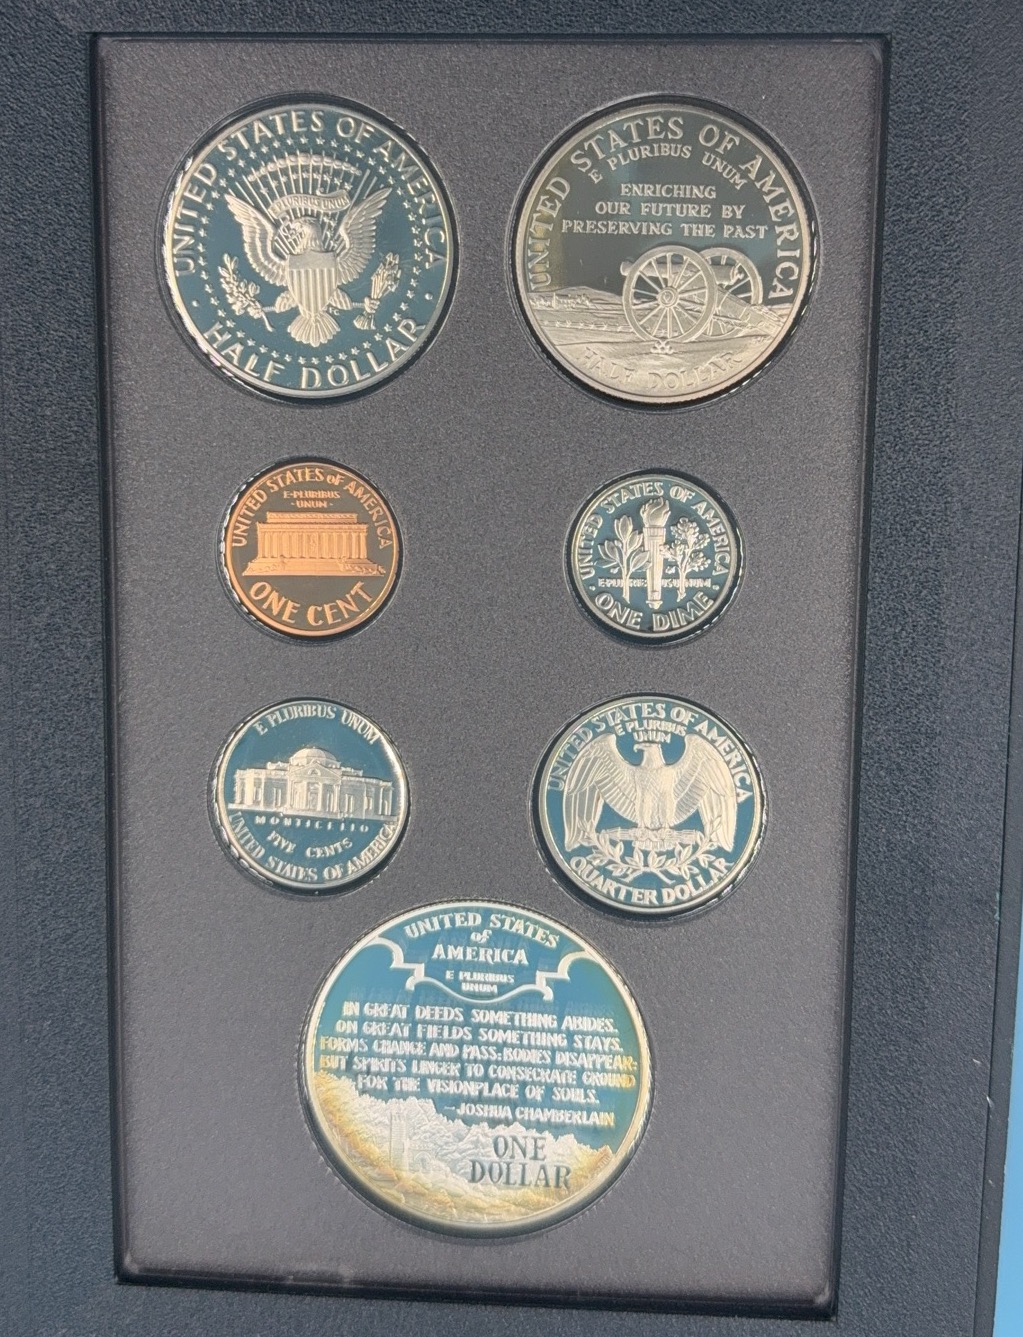 UNITED STATES OF AMERICA
E PLURIBUS UNUM
HALF DOLLAR
UNITED STATES OF AMERICA
E PLURIBUS UNUM
ENRICHING
OUR FUTURE BY
PRESERVING THE PAST
HALF DOLLAR
UNITED STATES of AMERICA
E·PLURIBUS
·UNUM·
ONE CENT
UNITED STATES OF AMERICA
E PLURIBUS UNUM
ONE DIME
E PLURIBUS UNUM
MONTICELLO
FIVE CENTS
UNITED STATES OF AMERICA
UNITED STATES OF AMERICA
E PLURIBUS
UNUM
QUARTER DOLLAR
UNITED STATES
of
AMERICA
E PLURIBUS
UNUM
IN GREAT DEEDS SOMETHING ABIDES.
ON GREAT FIELDS SOMETHING STAYS.
FORMS CHANGE AND PASS: BODIES DISAPPEAR:
BUT SPIRITS LINGER TO CONSECRATE GROUND
FOR THE VISIONPLACE OF SOULS.
—JOSHUA CHAMBERLAIN
ONE
DOLLAR